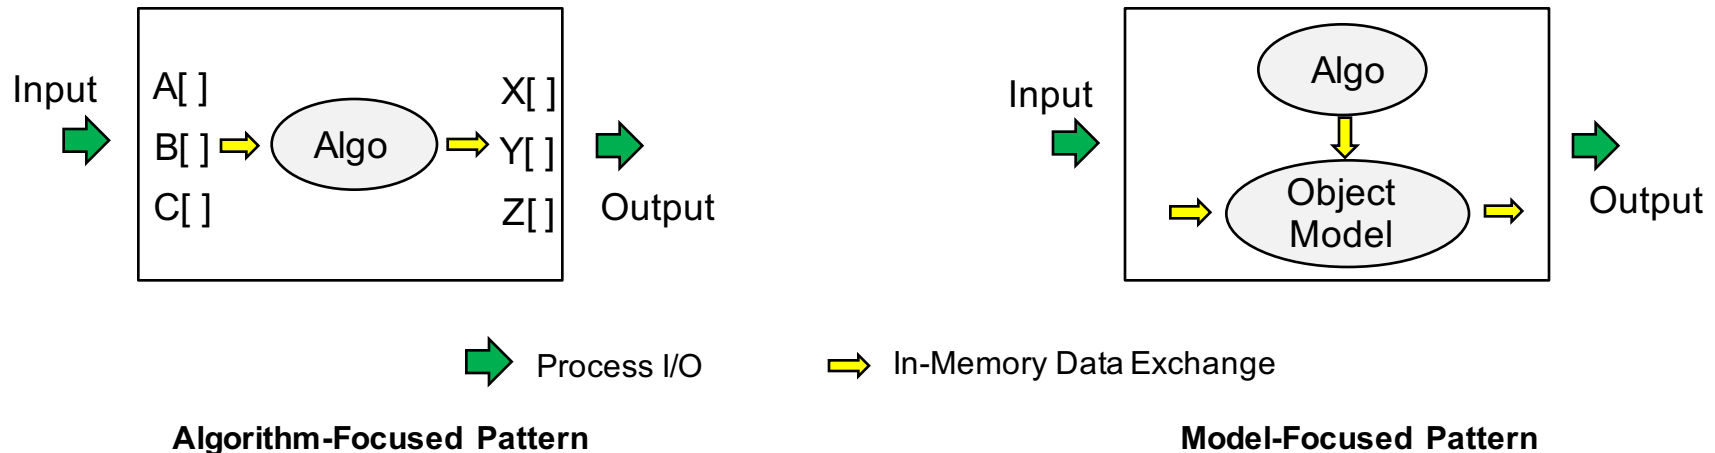 Input
A[ ]
B[ ]
C[ ]
Algo
X[ ]
Y[ ]
Z[ ]
Output
Input
Algo
Object
Model
Output
Process I/O
In-Memory Data Exchange
Algorithm-Focused Pattern
Model-Focused Pattern